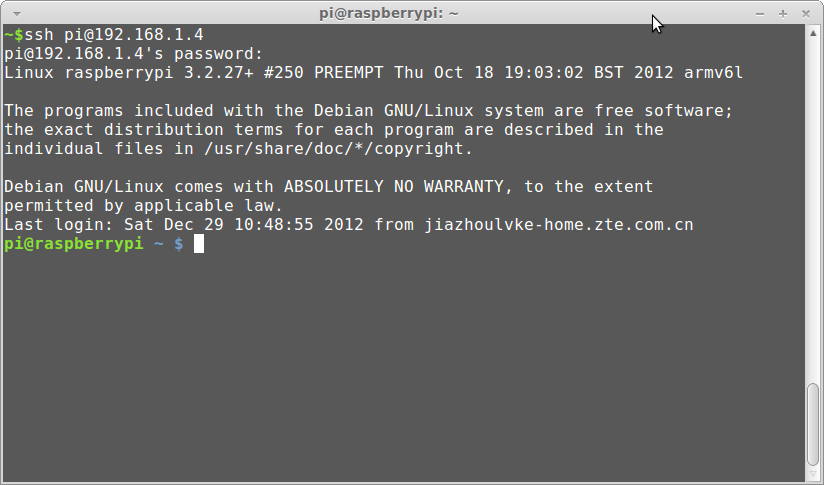 pi@raspberrypi: ~
~$ssh pi@192.168.1.4
pi@192.168.1.4's password:
Linux raspberrypi 3.2.27+ #250 PREEMPT Thu Oct 18 19:03:02 BST 2012 armv6l
The programs included with the Debian GNU/Linux system are free software;
the exact distribution terms for each program are described in the
individual files in /usr/share/doc/*/copyright.
Debian GNU/Linux comes with ABSOLUTELY NO WARRANTY, to the extent
permitted by applicable law.
Last login: Sat Dec 29 10:48:55 2012 from jiazhoulvke-home.zte.com.cn
pi@raspberrypi ~ $